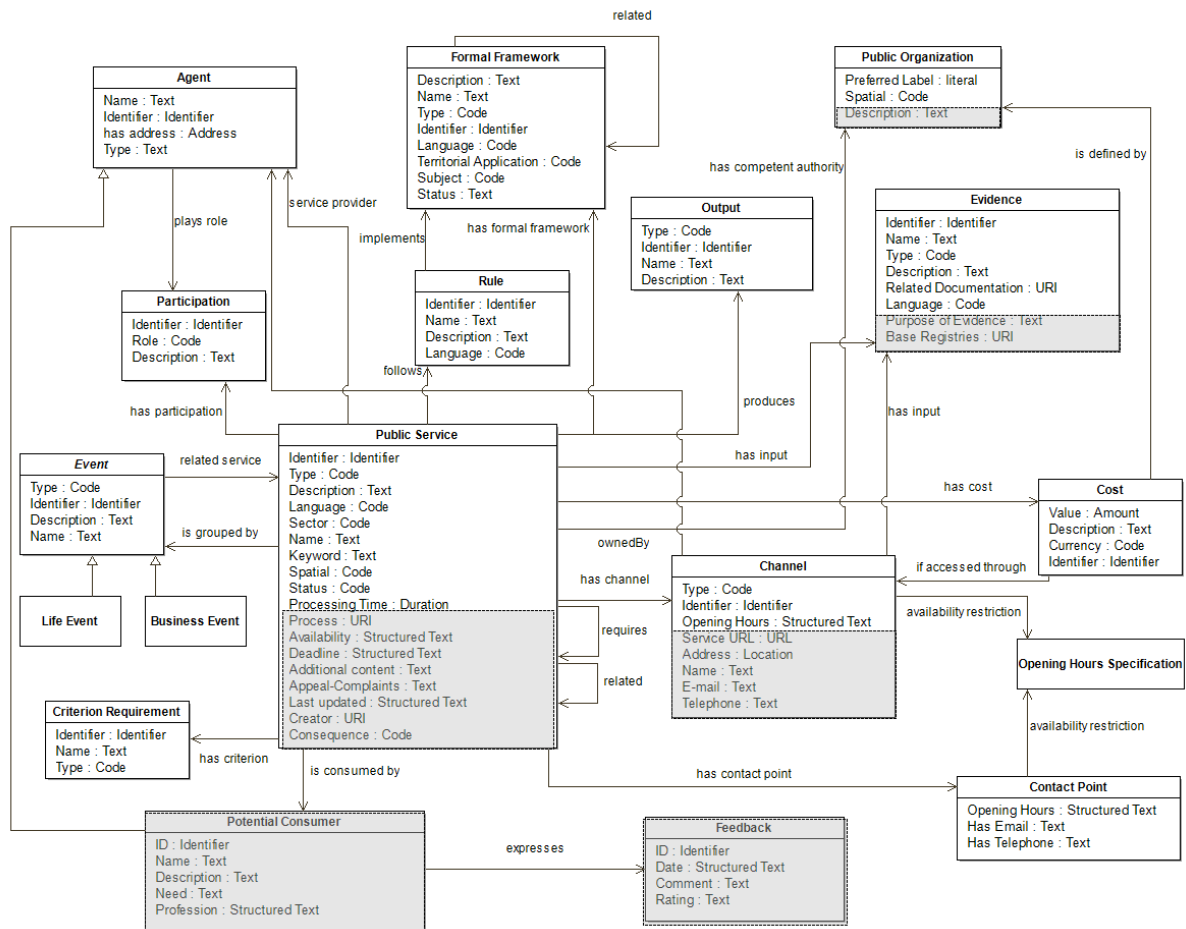 related
Agent
Name : Text
Identifier : Identifier
has address : Address
Type : Text
Formal Framework
Description : Text
Name : Text
Type : Code
Identifier : Identifier
Language : Code
Territorial Application : Code
Subject : Code
Status : Text
Public Organization
Preferred Label : literal
Spatial : Code
Description : Text
is defined by
has competent authority
service provider
plays role
implements
has formal framework
Output
Type : Code
Identifier : Identifier
Name : Text
Description : Text
Evidence
Identifier : Identifier
Name : Text
Type : Code
Description : Text
Related Documentation : URI
Language : Code
Purpose of Evidence : Text
Base Registries : URI
Participation
Identifier : Identifier
Role : Code
Description : Text
Rule
Identifier : Identifier
Name : Text
Description : Text
Language : Code
follows
has participation
produces
has input
has input
Public Service
Identifier : Identifier
Type : Code
Description : Text
Language : Code
Sector : Code
Name : Text
Keyword : Text
Spatial : Code
Status : Code
Processing Time : Duration
Process : URI
Availability : Structured Text
Deadline : Structured Text
Additional content : Text
Appeal-Complaints : Text
Last updated : Structured Text
Creator : URI
Consequence : Code
Event
Type : Code
Identifier : Identifier
Description : Text
Name : Text
related service
is grouped by
Life Event
Business Event
has cost
Cost
Value : Amount
Description : Text
Currency : Code
Identifier : Identifier
ownedBy
has channel
Channel
Type : Code
Identifier : Identifier
Opening Hours : Structured Text
Service URL : URL
Address : Location
Name : Text
E-mail : Text
Telephone : Text
if accessed through
availability restriction
requires
related
Opening Hours Specification
availability restriction
Criterion Requirement
Identifier : Identifier
Name : Text
Type : Code
has criterion
is consumed by
has contact point
Contact Point
Opening Hours : Structured Text
Has Email : Text
Has Telephone : Text
Potential Consumer
ID : Identifier
Name : Text
Description : Text
Need : Text
Profession : Structured Text
expresses
Feedback
ID : Identifier
Date : Structured Text
Comment : Text
Rating : Text